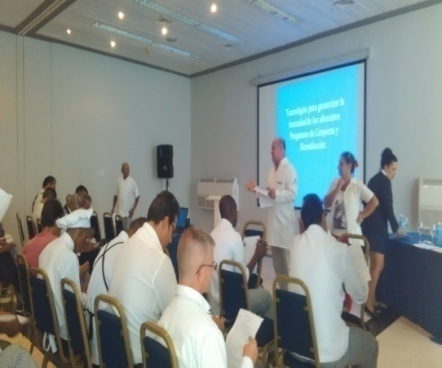 Tecnologías para garantizar la
inocuidad de los alimentos
Programa de Limpieza y
Desinfección